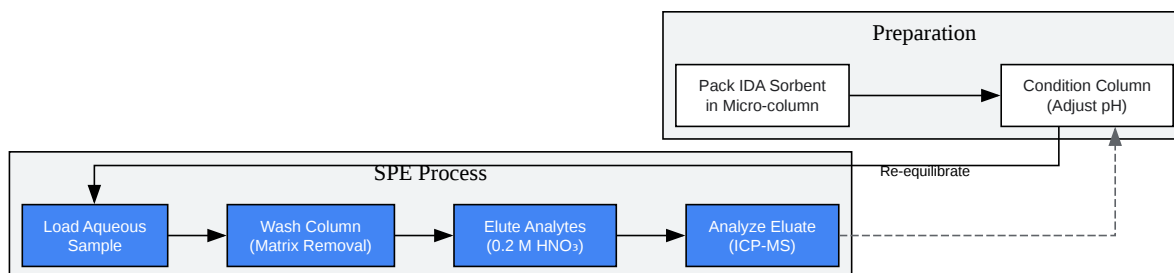 Preparation
Pack IDA Sorbent
in Micro-column
Condition Column
(Adjust pH)
SPE Process
Re-equilibrate
Load Aqueous
Sample
Wash Column
(Matrix Removal)
Elute Analytes
(0.2 M HNO₃)
Analyze Eluate
(ICP-MS)